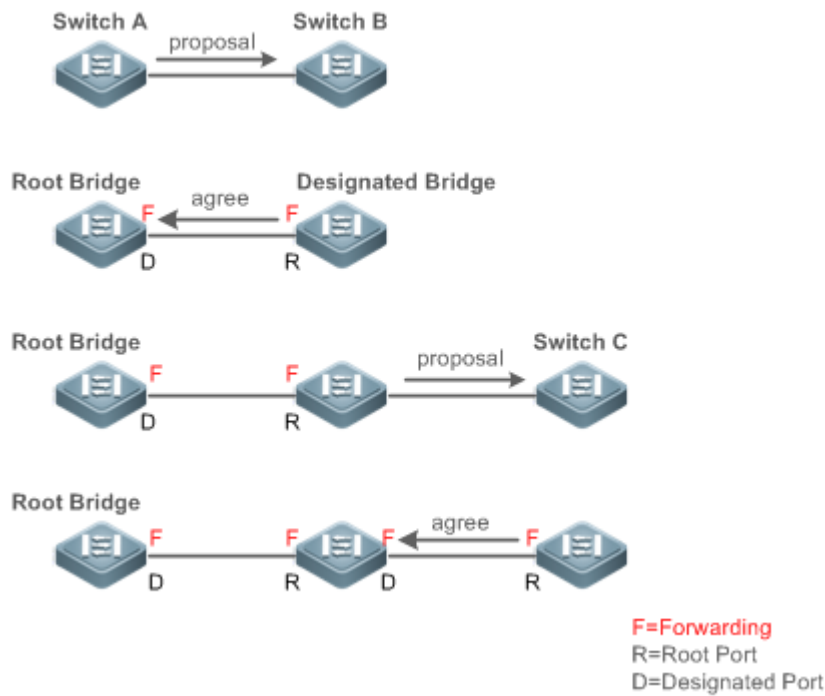 Switch A
Switch B
proposal
Root Bridge
Designated Bridge
F
agree
F
D
R
Root Bridge
Switch C
F
F
proposal
D
R
Root Bridge
F
F
F
agree
F
D
R
D
R
F=Forwarding
R=Root Port
D=Designated Port